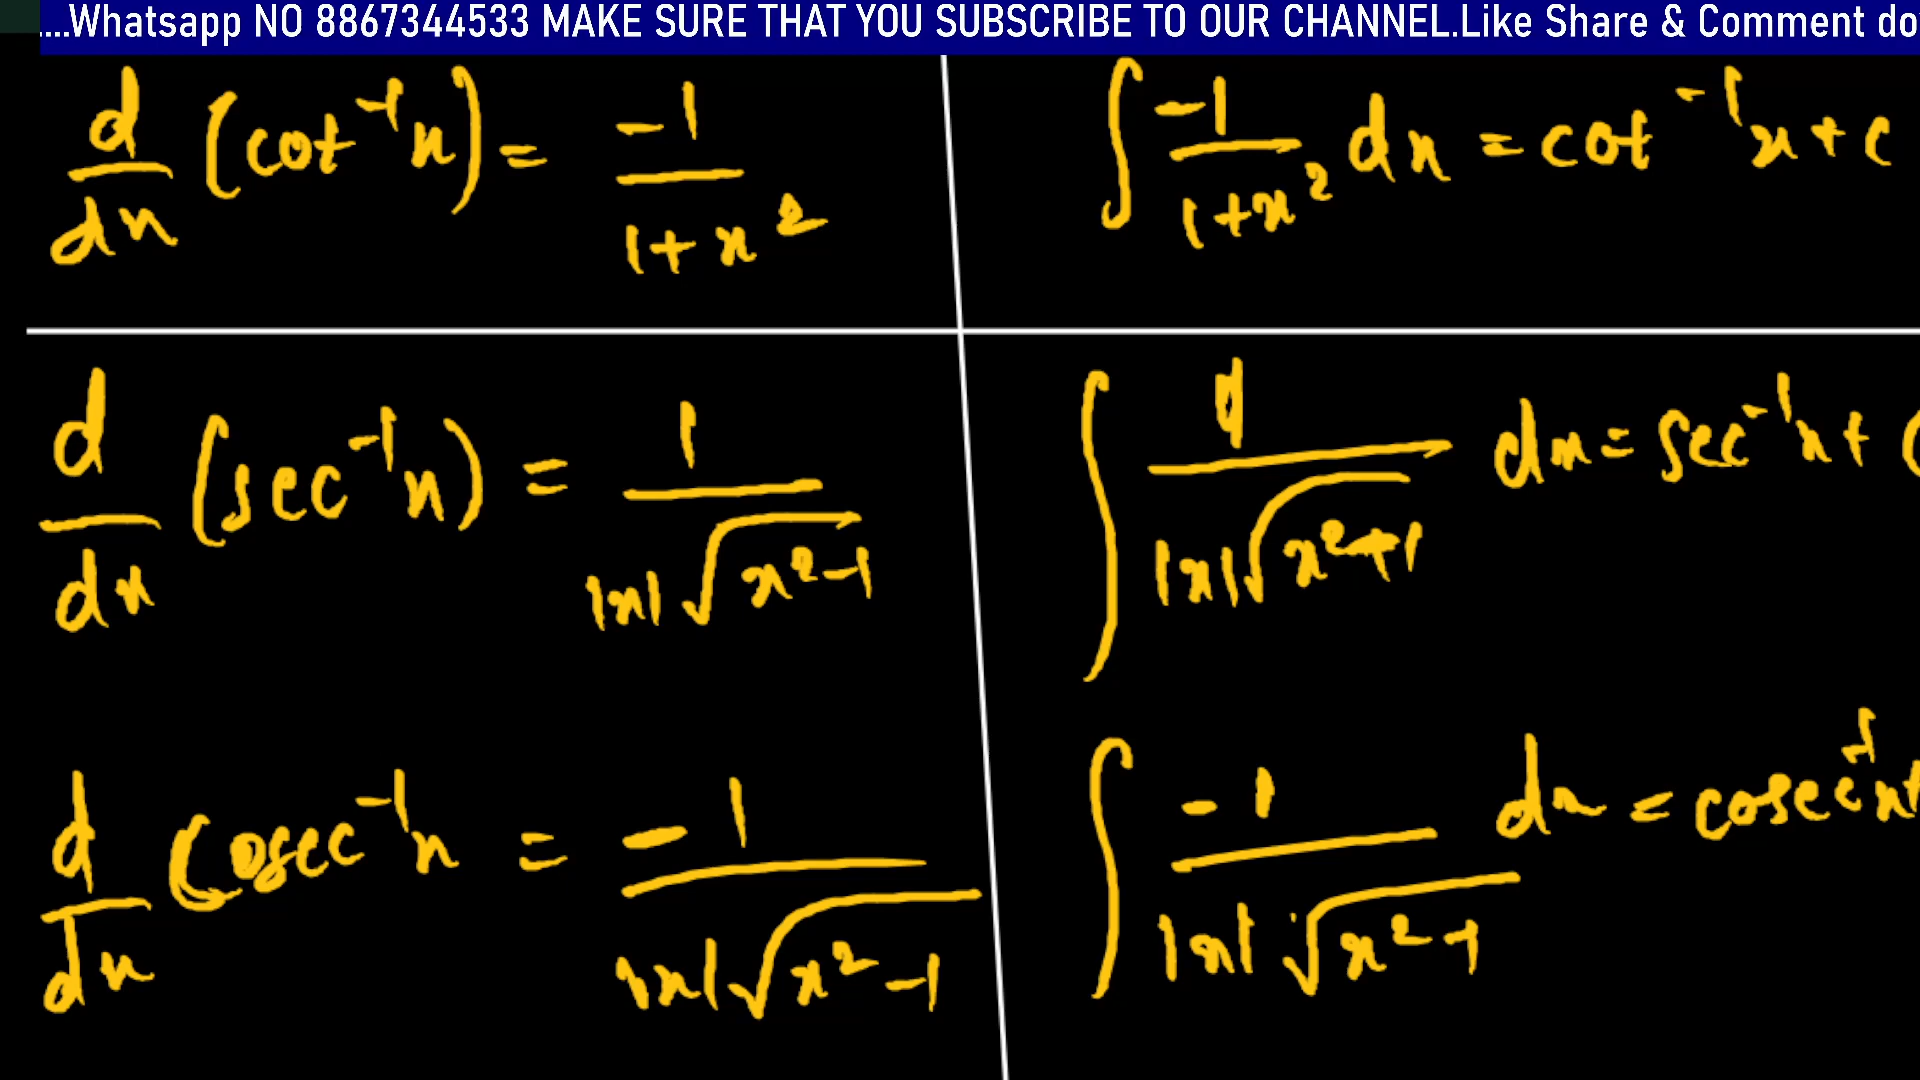 ....Whatsapp NO 8867344533 MAKE SURE THAT YOU SUBSCRIBE TO OUR CHANNEL.Like Share & Comment do
d/dx (cot⁻¹x) = -1/(1+x²)
∫ -1/(1+x²) dx = cot⁻¹x + c
d/dx (sec⁻¹x) = 1/(|x|√(x²-1))
∫ 1/(|x|√(x²+1)) dx = sec⁻¹x + c
d/dx cosec⁻¹x = -1/(|x|√(x²-1))
∫ -1/(|x|√(x²-1)) dx = cosec⁻¹x +